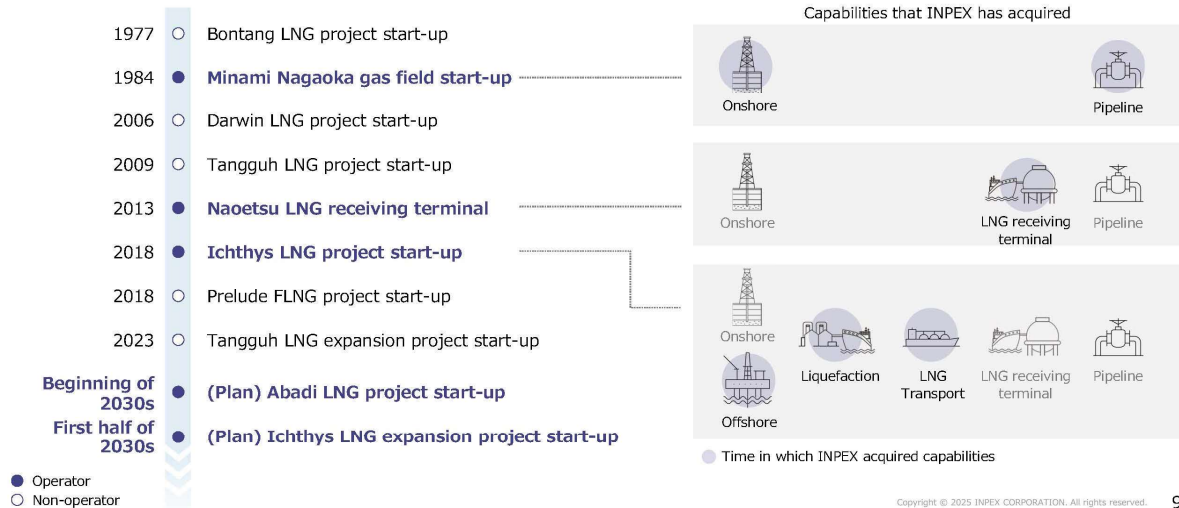 Capabilities that INPEX has acquired
1977 Bontang LNG project start-up
1984 Minami Nagaoka gas field start-up
2006 Darwin LNG project start-up
2009 Tangguh LNG project start-up
2013 Naoetsu LNG receiving terminal
2018 Ichthys LNG project start-up
2018 Prelude FLNG project start-up
2023 Tangguh LNG expansion project start-up
Beginning of
2030s
(Plan) Abadi LNG project start-up
First half of
2030s
(Plan) Ichthys LNG expansion project start-up
Operator
Non-operator
Onshore
Pipeline
Onshore
LNG receiving
terminal
Pipeline
Onshore
Offshore
Liquefaction
LNG
Transport
LNG receiving
terminal
Pipeline
Time in which INPEX acquired capabilities
Copyright © 2025 INPEX CORPORATION. All rights reserved.
9